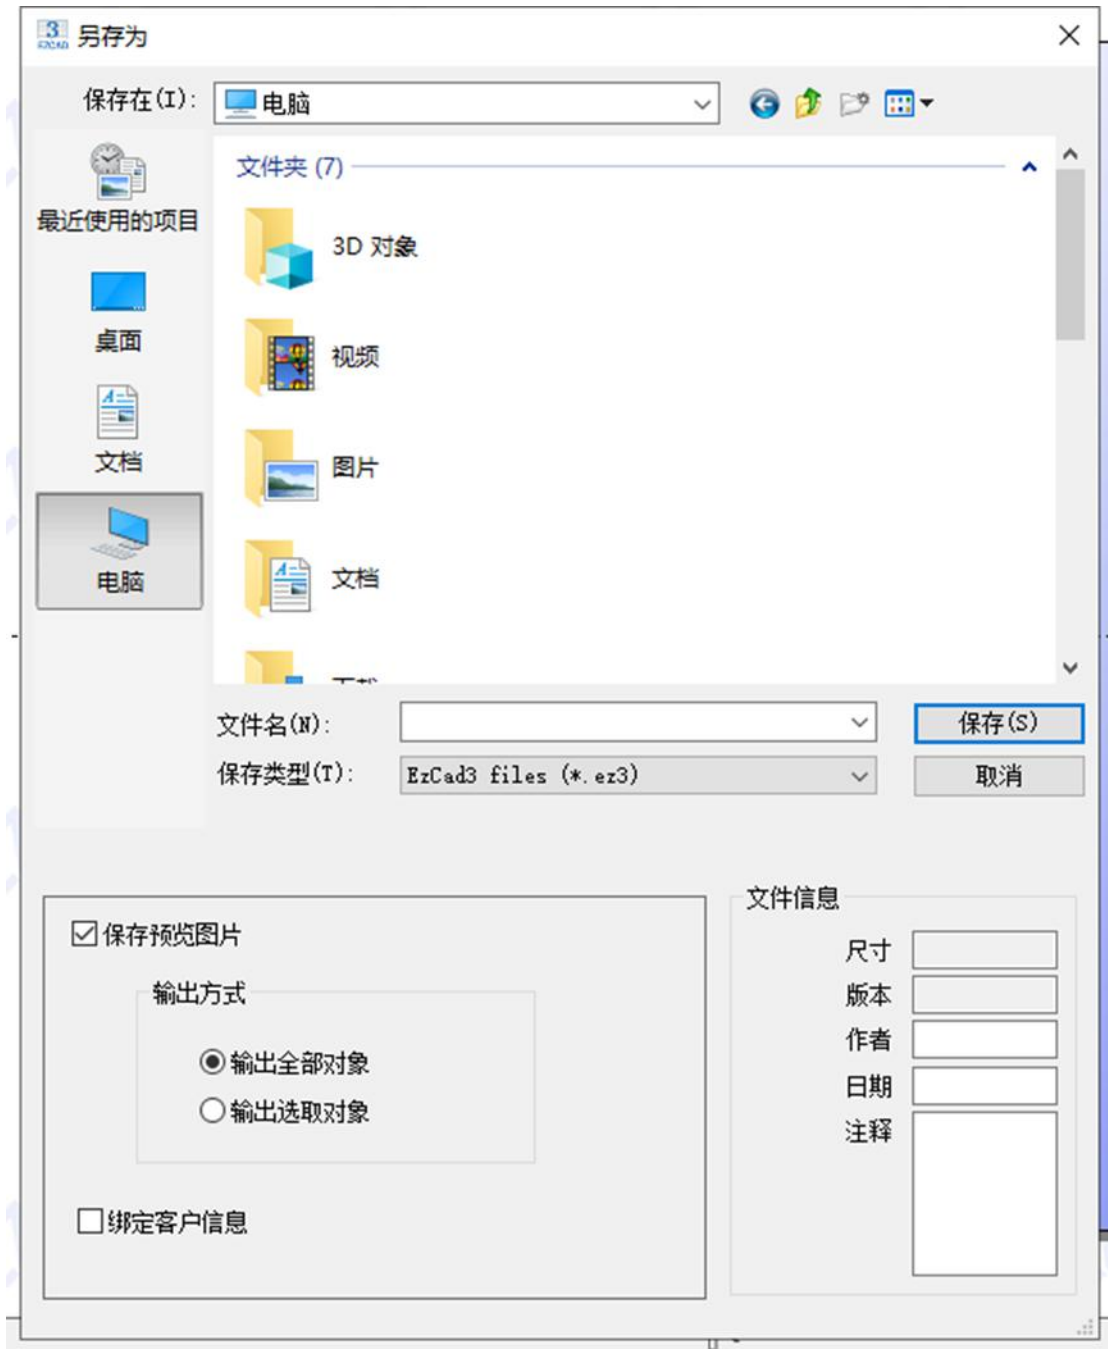 另存为
保存在(I):
电脑
最近使用的项目
桌面
文档
电脑
文件夹 (7)
3D 对象
视频
图片
文档
文件名(N):
保存(S)
保存类型(T):
EzCad3 files (*.ez3)
取消
保存预览图片
输出方式
输出全部对象
输出选取对象
绑定客户信息
文件信息
尺寸
版本
作者
日期
注释